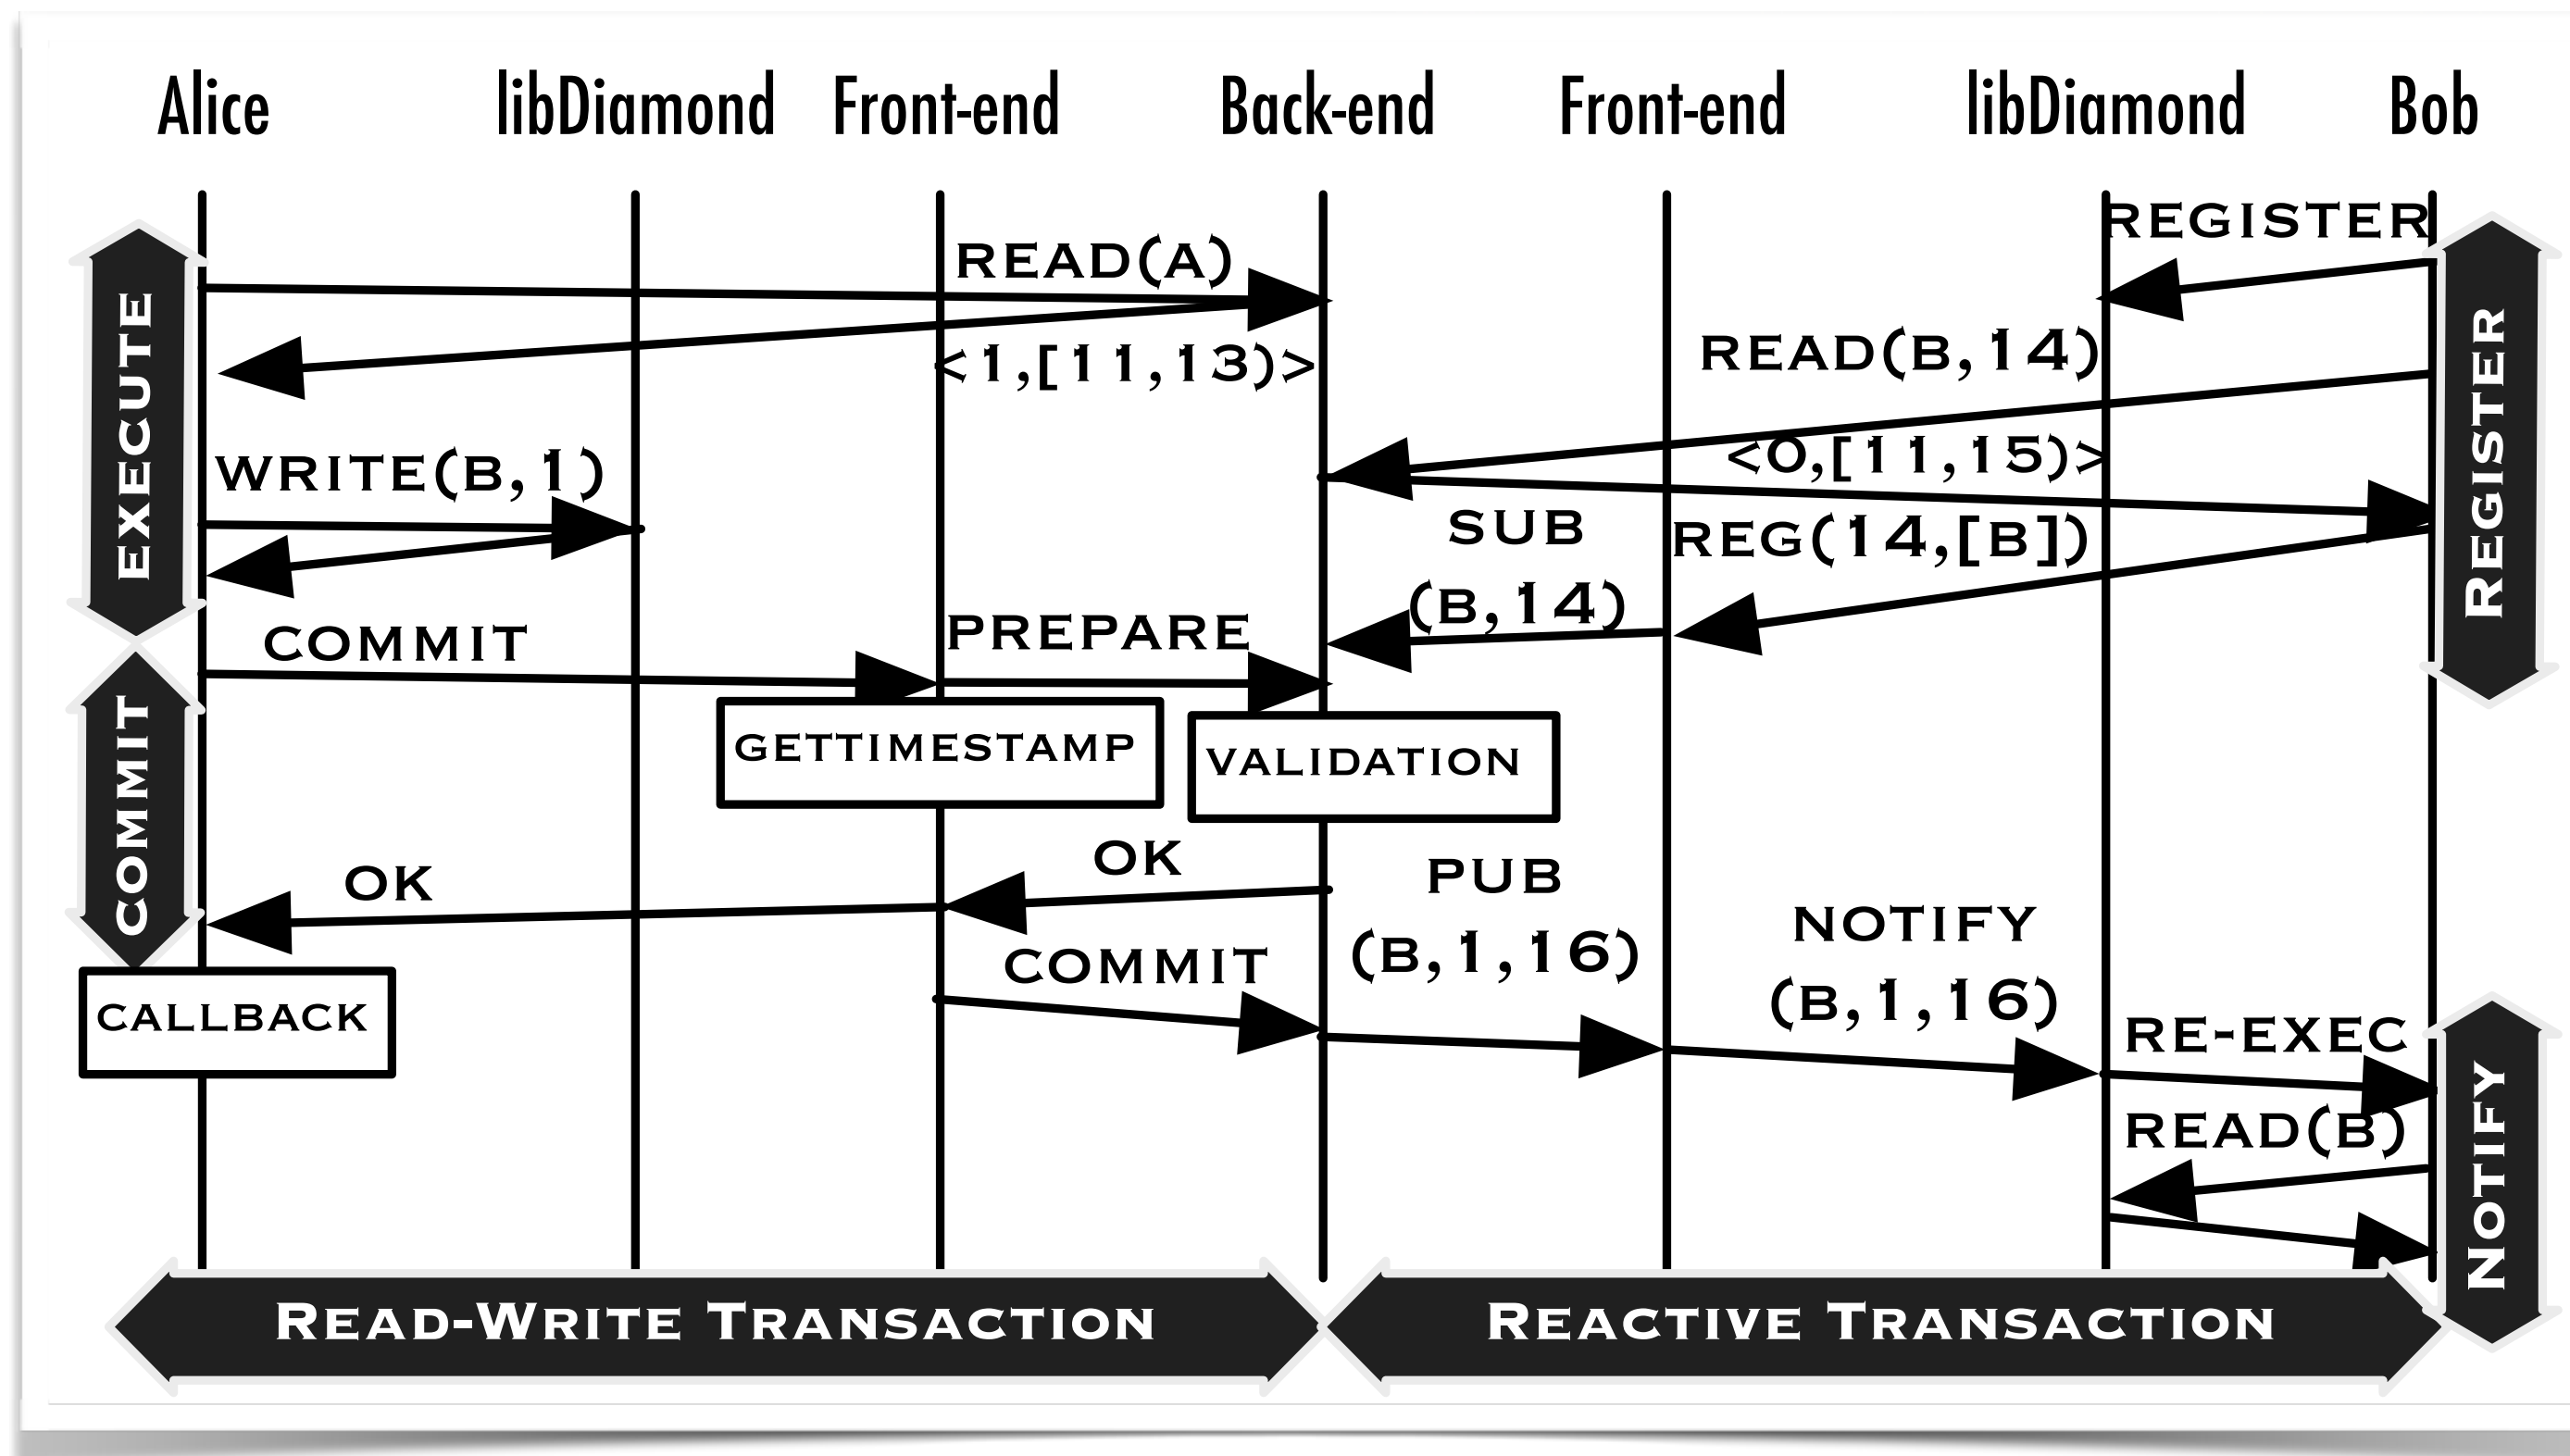 Alice libDiamond Front-end Back-end Front-end libDiamond Bob
REGISTER
READ(A)
READ(B,14)
<1,[11,13)>
EXECUTE
REGISTER
<0,[11,15)>
WRITE(B,1)
SUB
(B,14)
REG(14,[B])
COMMIT
PREPARE
COMMIT
GETTIMESTAMP
VALIDATION
OK
OK
PUB
(B,1,16)
NOTIFY
(B,1,16)
COMMIT
CALLBACK
RE-EXEC
READ(B)
NOTIFY
READ-WRITE TRANSACTION
REACTIVE TRANSACTION